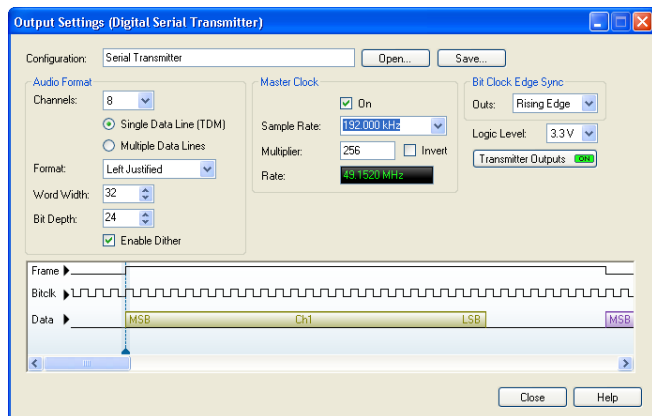 Output Settings (Digital Serial Transmitter)
Configuration: Serial Transmitter Open... Save...
Audio Format
Channels: 8
Single Data Line (TDM)
Multiple Data Lines
Format: Left Justified
Word Width: 32
Bit Depth: 24
Enable Dither
Master Clock
On
Sample Rate: 192.000 kHz
Multiplier: 256 Invert
Rate: 49.1520 MHz
Bit Clock Edge Sync
Outs: Rising Edge
Logic Level: 3.3 V
Transmitter Outputs ON
Frame
Bitclk
Data MSB Ch1 LSB MSB
Close Help